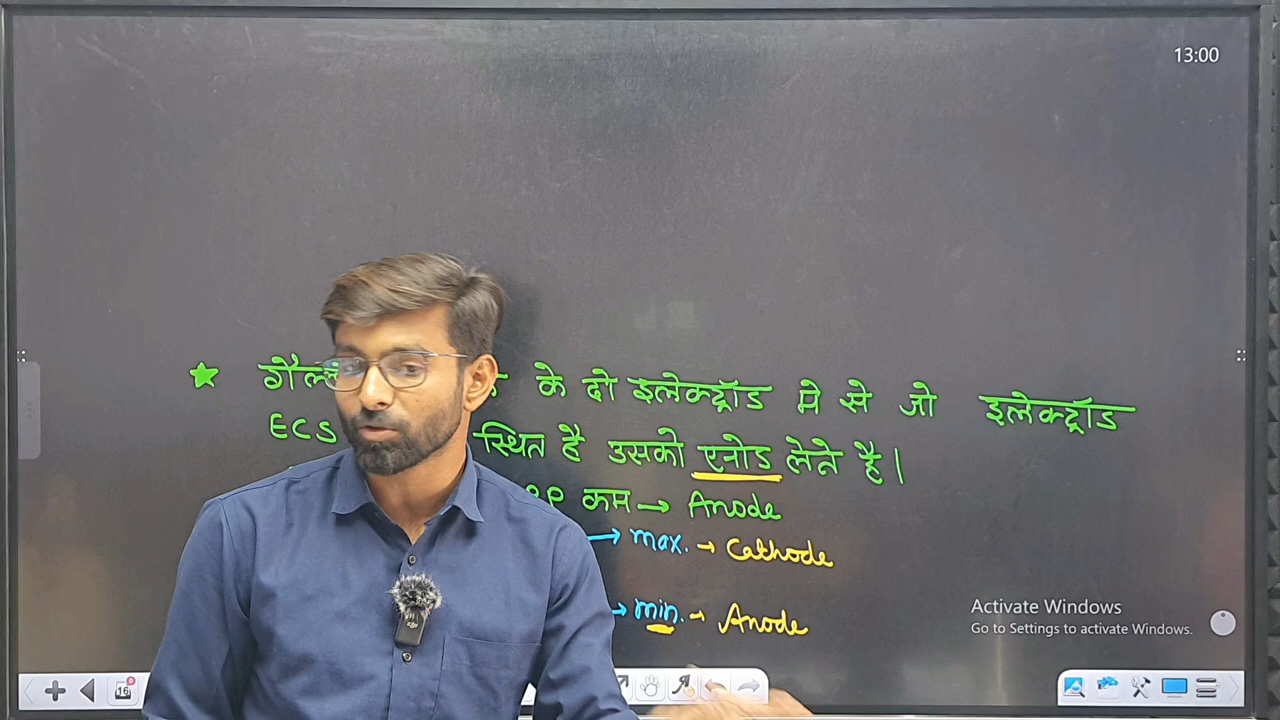 13:00
के दो इलेक्ट्रॉड मे से जो इलेक्ट्रॉड
ECS स्थित है उसको एनोड लेते है।
कम → Anode
→ max. → Cathode
→ min. → Anode
Activate Windows
Go to Settings to activate Windows.
16